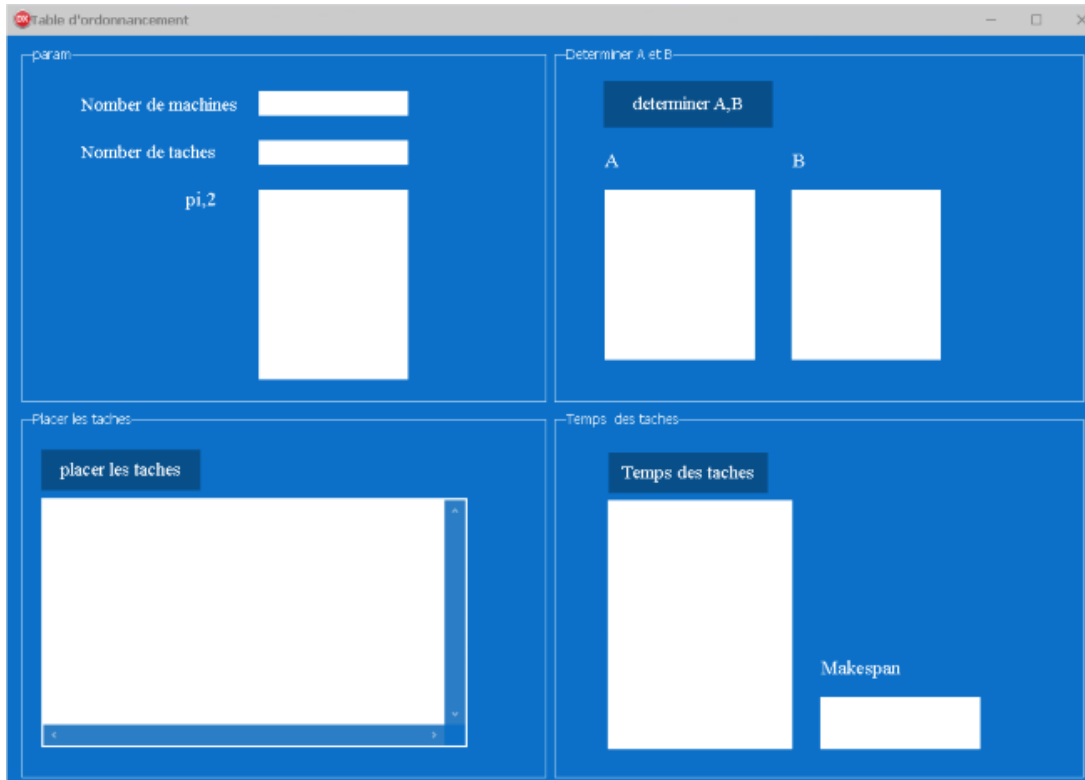 DX Table d'ordonnancement
param
Nomber de machines
Nomber de taches
pi,2
Determiner A et B
determiner A,B
A
B
Placer les taches
placer les taches
Temps des taches
Temps des taches
Makespan